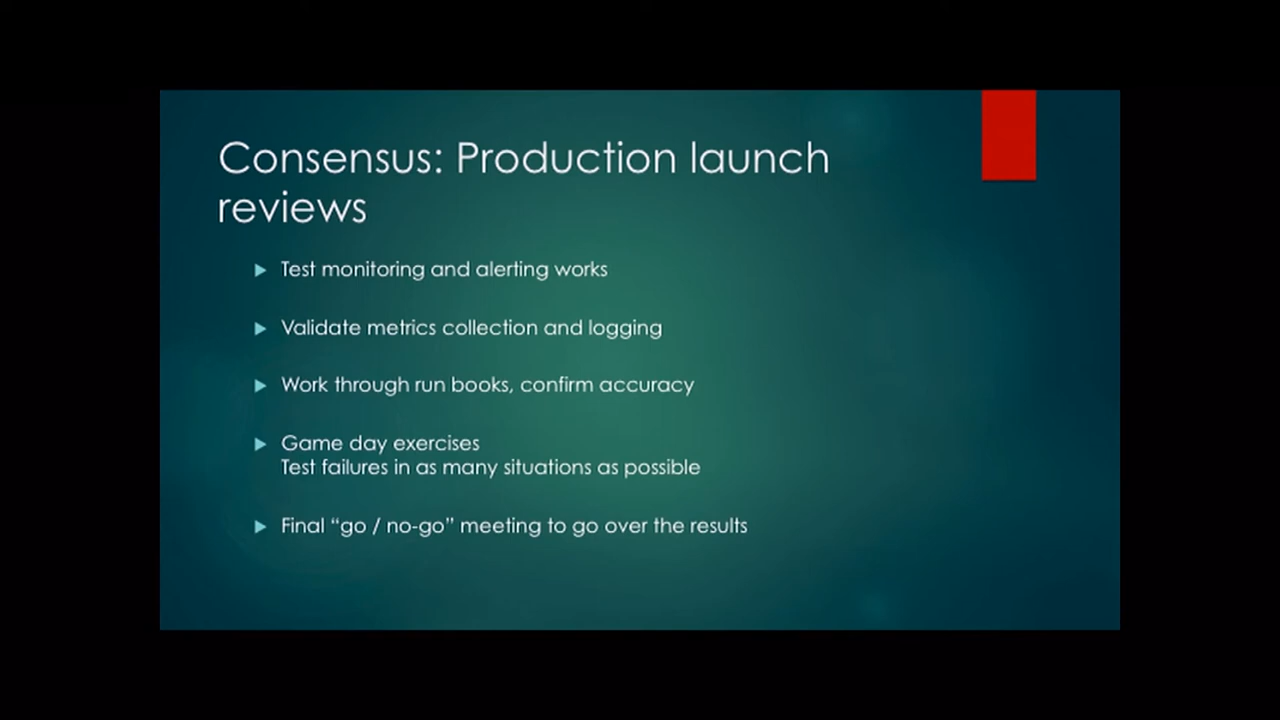 Consensus: Production launch
reviews
Test monitoring and alerting works
Validate metrics collection and logging
Work through run books, confirm accuracy
Game day exercises
Test failures in as many situations as possible
Final “go / no-go” meeting to go over the results